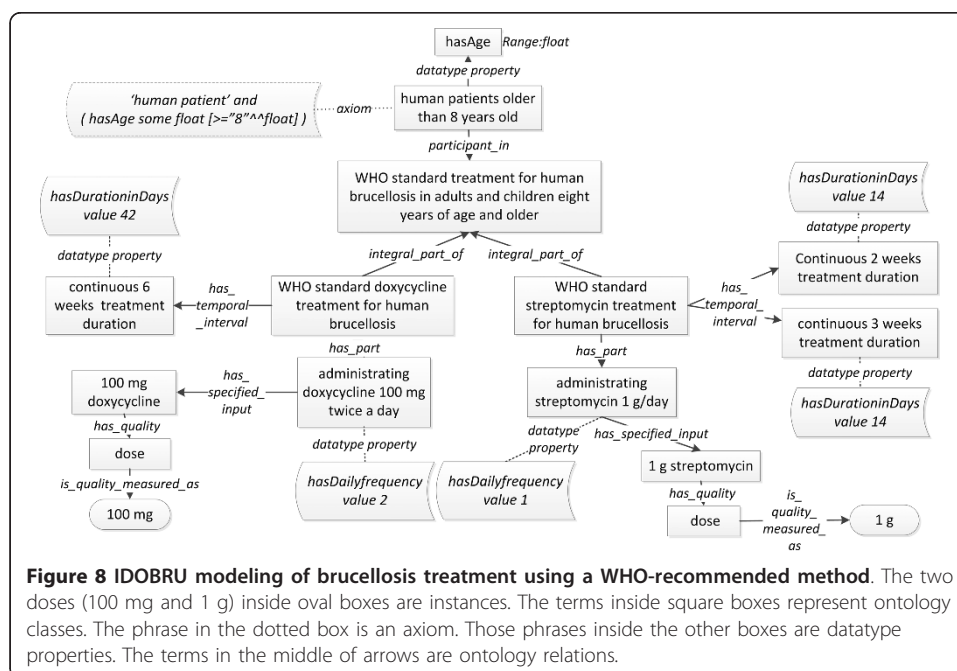 hasAge
Range:float
datatype property
'human patient' and
( hasAge some float [>="8"^^float] )
axiom
human patients older
than 8 years old
participant_in
WHO standard treatment for human
brucellosis in adults and children eight
years of age and older
hasDurationinDays
value 42
datatype property
integral_part_of
integral_part_of
hasDurationinDays
value 14
datatype property
continuous 6
weeks treatment
duration
has_
temporal
_interval
WHO standard doxycycline
treatment for human
brucellosis
WHO standard
streptomycin treatment
for human brucellosis
has_
temporal_
interval
Continuous 2 weeks
treatment duration
continuous 3 weeks
treatment duration
has_part
has_part
100 mg
doxycycline
has_
specified_
input
administrating
doxycycline 100 mg
twice a day
administrating
streptomycin 1 g/day
datatype property
hasDurationinDays
value 14
has_quality
dose
is_quality_measured_as
100 mg
datatype property
hasDailyfrequency
value 2
datatype
property
hasDailyfrequency
value 1
has_specified_input
1 g streptomycin
has_quality
dose
is_
quality_
measured_
as
1 g
Figure 8 IDOBRU modeling of brucellosis treatment using a WHO-recommended method. The two
doses (100 mg and 1 g) inside oval boxes are instances. The terms inside square boxes represent ontology
classes. The phrase in the dotted box is an axiom. Those phrases inside the other boxes are datatype
properties. The terms in the middle of arrows are ontology relations.